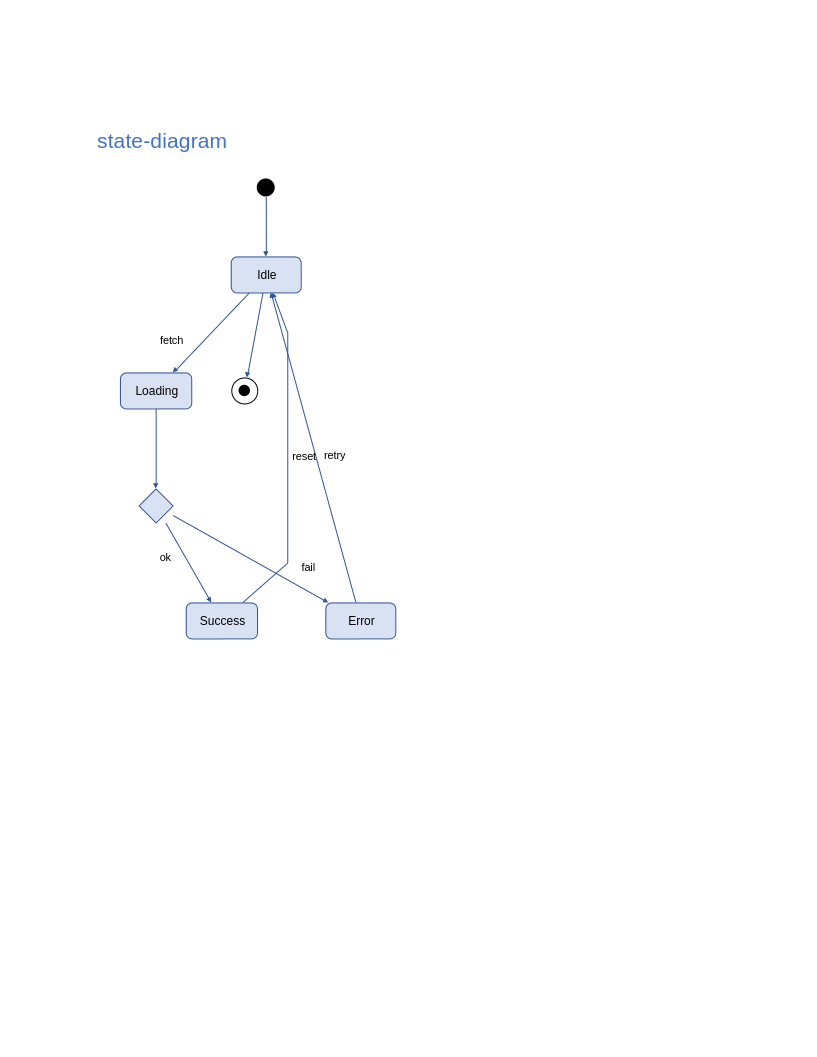 state-diagram
Idle
fetch
Loading
reset
retry
ok
fail
Success
Error